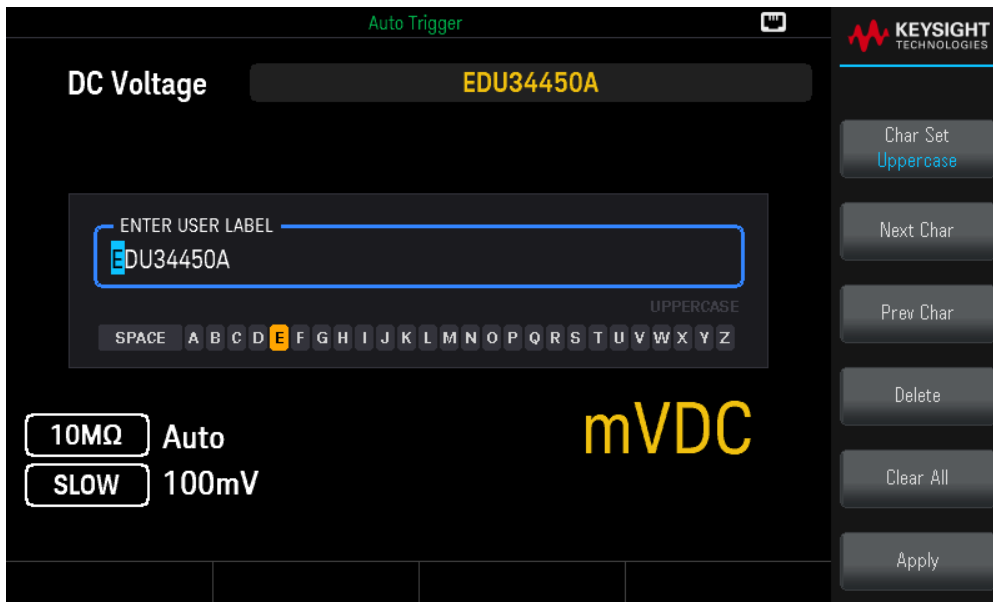 Auto Trigger
KEYSIGHT
TECHNOLOGIES
DC Voltage
EDU34450A
Char Set
Uppercase
ENTER USER LABEL
EDU34450A
Next Char
UPPERCASE
SPACE A B C D E F G H I J K L M N O P Q R S T U V W X Y Z
Prev Char
Delete
mVDC
10MΩ Auto
SLOW 100mV
Clear All
Apply